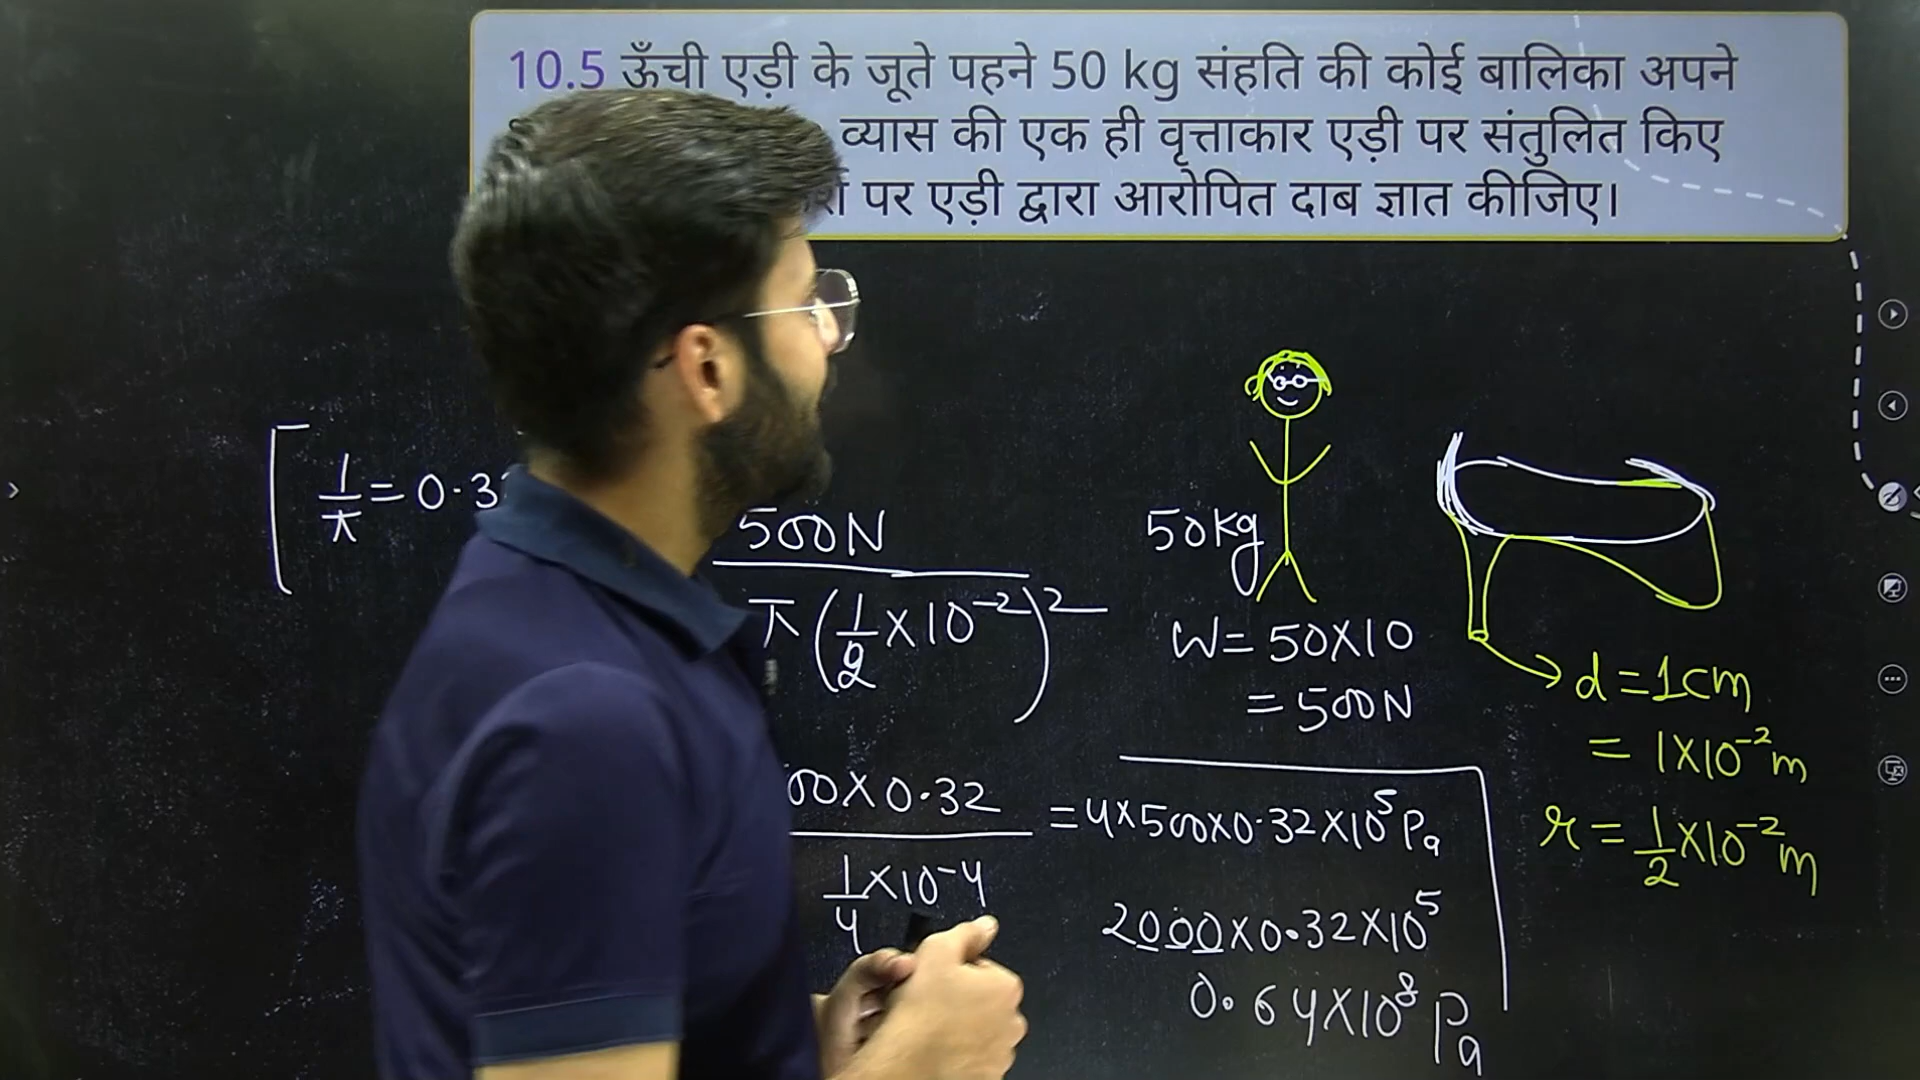 10.5 ऊँची एड़ी के जूते पहने 50 kg संहति की कोई बालिका अपने
व्यास की एक ही वृत्ताकार एड़ी पर संतुलित किए
पर एड़ी द्वारा आरोपित दाब ज्ञात कीजिए।
1/π = 0.3
500N
π(1/2 × 10⁻²)²
00×0.32
1/4 × 10⁻⁴
50kg
W = 50×10
= 500N
= 4×500×0.32×10⁵ Pa
2000×0.32×10⁵
0.64×10⁸ Pa
d = 1cm
= 1×10⁻² m
r = 1/2 × 10⁻² m